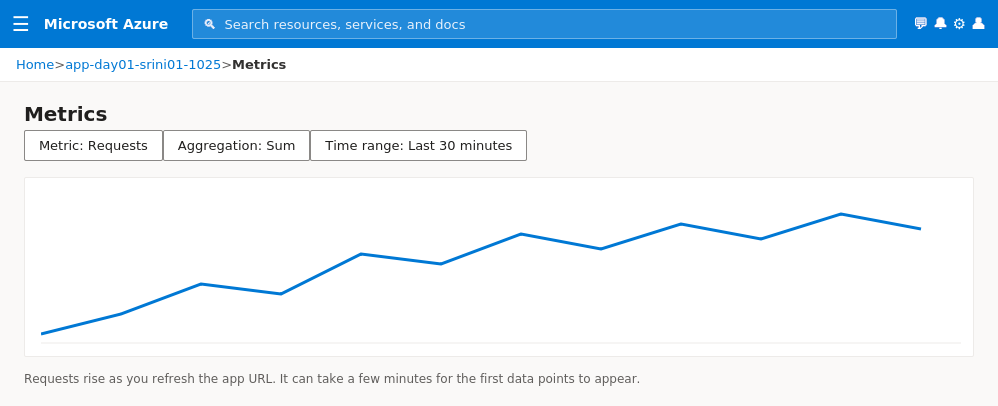 Microsoft Azure
Search resources, services, and docs
Home>app-day01-srini01-1025>Metrics
Metrics
Metric: Requests
Aggregation: Sum
Time range: Last 30 minutes
Requests rise as you refresh the app URL. It can take a few minutes for the first data points to appear.